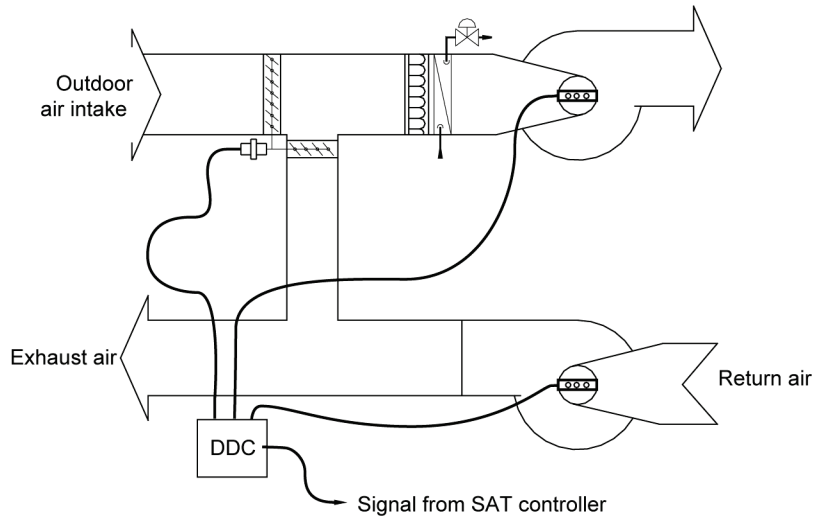 Outdoor
air intake
Exhaust air
Return air
DDC
Signal from SAT controller